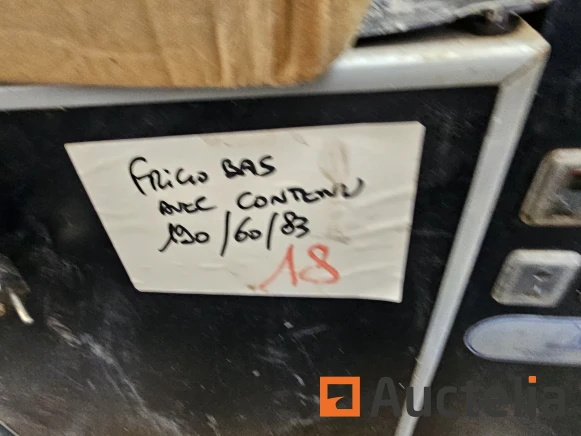 FRIGO BAS
AVEC CONTENU
190/60/83
18
Auctelia